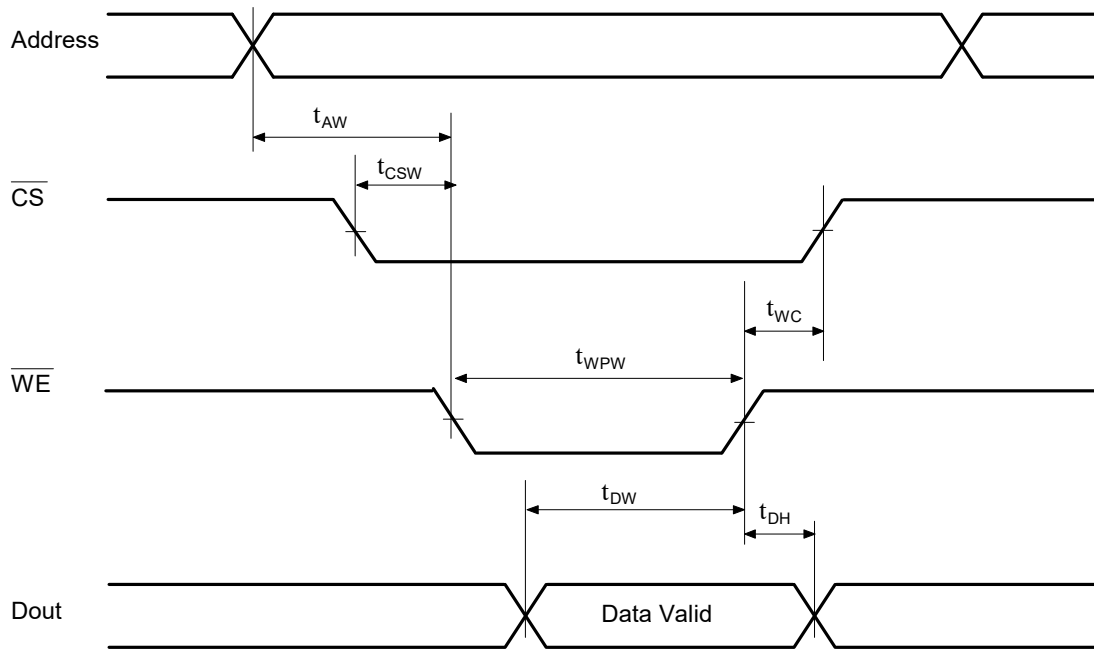 Address
tAW
tCSW
CS
tWC
tWPW
WE
tDW
tDH
Dout
Data Valid